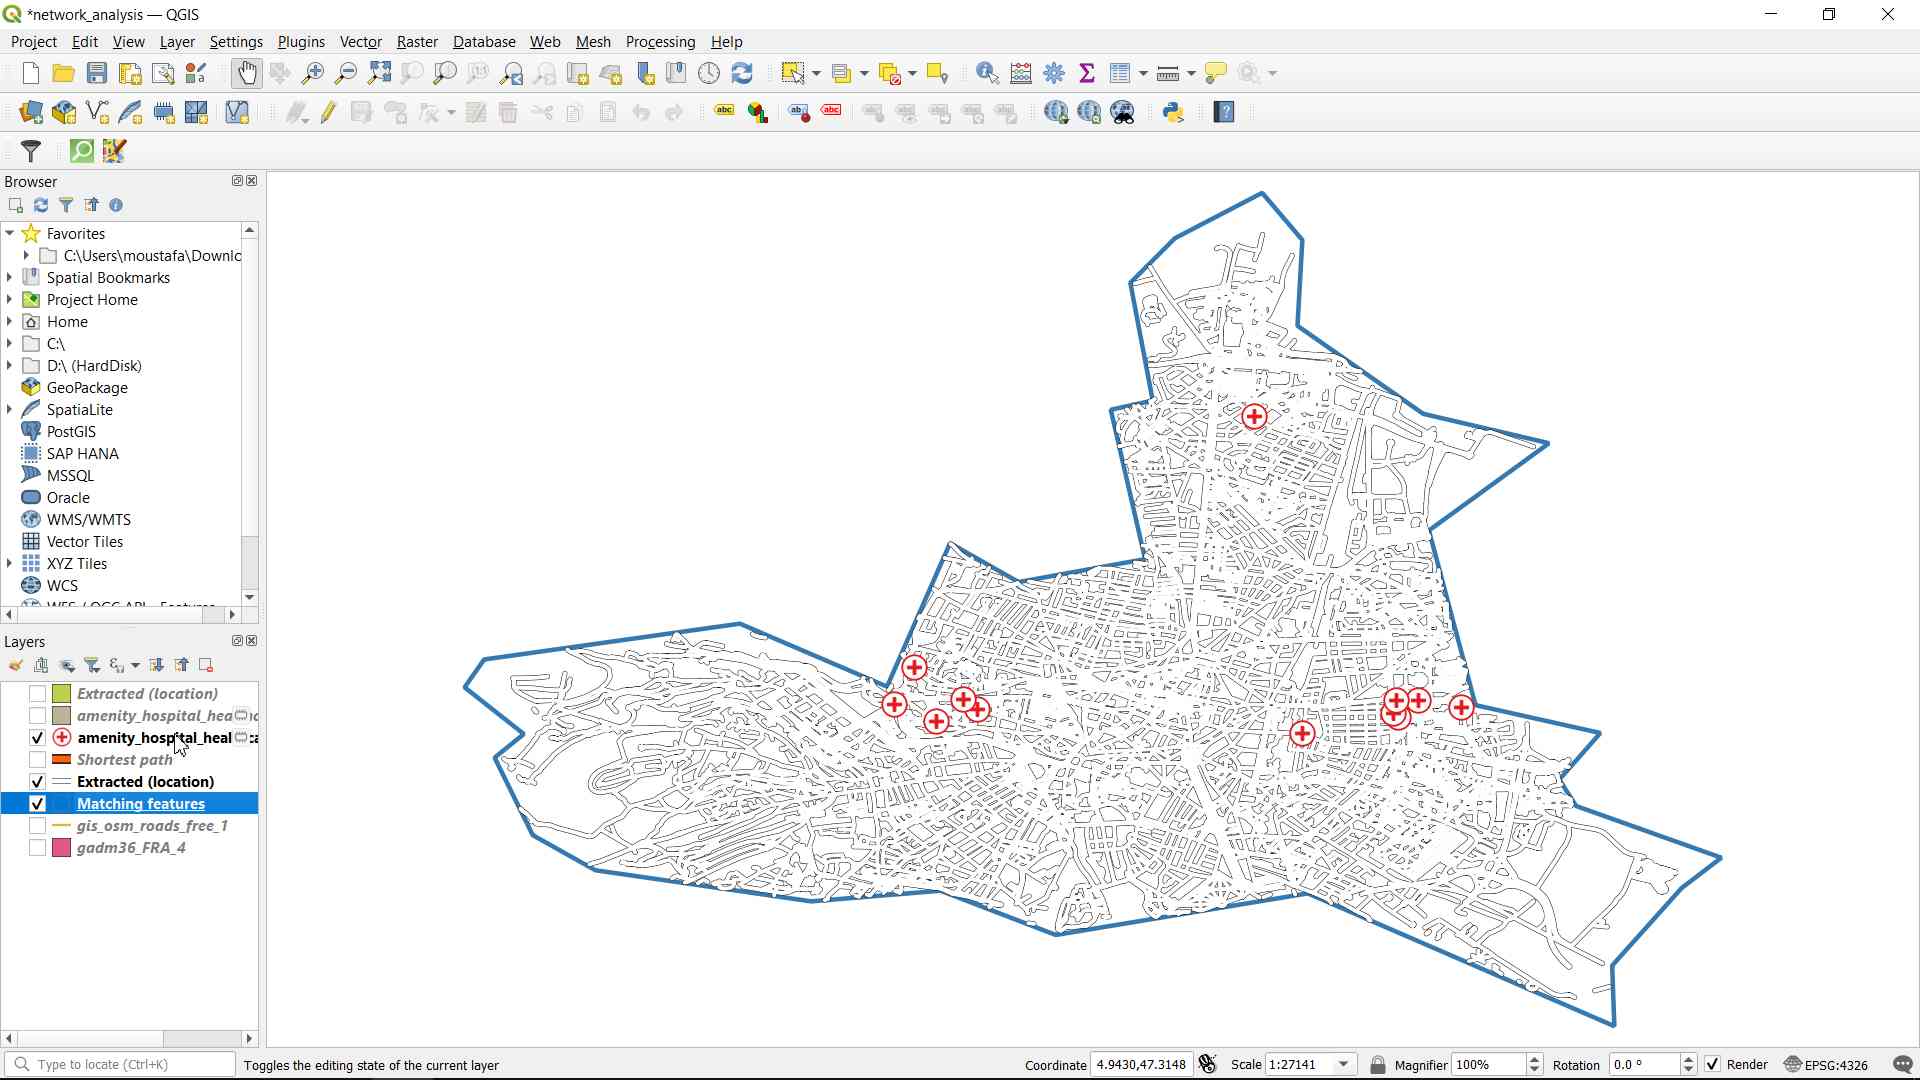 *network_analysis — QGIS
Project Edit View Layer Settings Plugins Vector Raster Database Web Mesh Processing Help
abc abc abc
Browser
Favorites
C:\Users\moustafa\Downlc
Spatial Bookmarks
Project Home
Home
C:\
D:\ (HardDisk)
GeoPackage
SpatiaLite
PostGIS
SAP HANA
MSSQL
Oracle
WMS/WMTS
Vector Tiles
XYZ Tiles
WCS
Layers
Extracted (location)
amenity_hospital_hea
amenity_hospital_heal
Shortest path
Extracted (location)
Matching features
gis_osm_roads_free_1
gadm36_FRA_4
Type to locate (Ctrl+K) Toggles the editing state of the current layer Coordinate 4.9430,47.3148 Scale 1:27141 Magnifier 100% Rotation 0.0 ° Render EPSG:4326